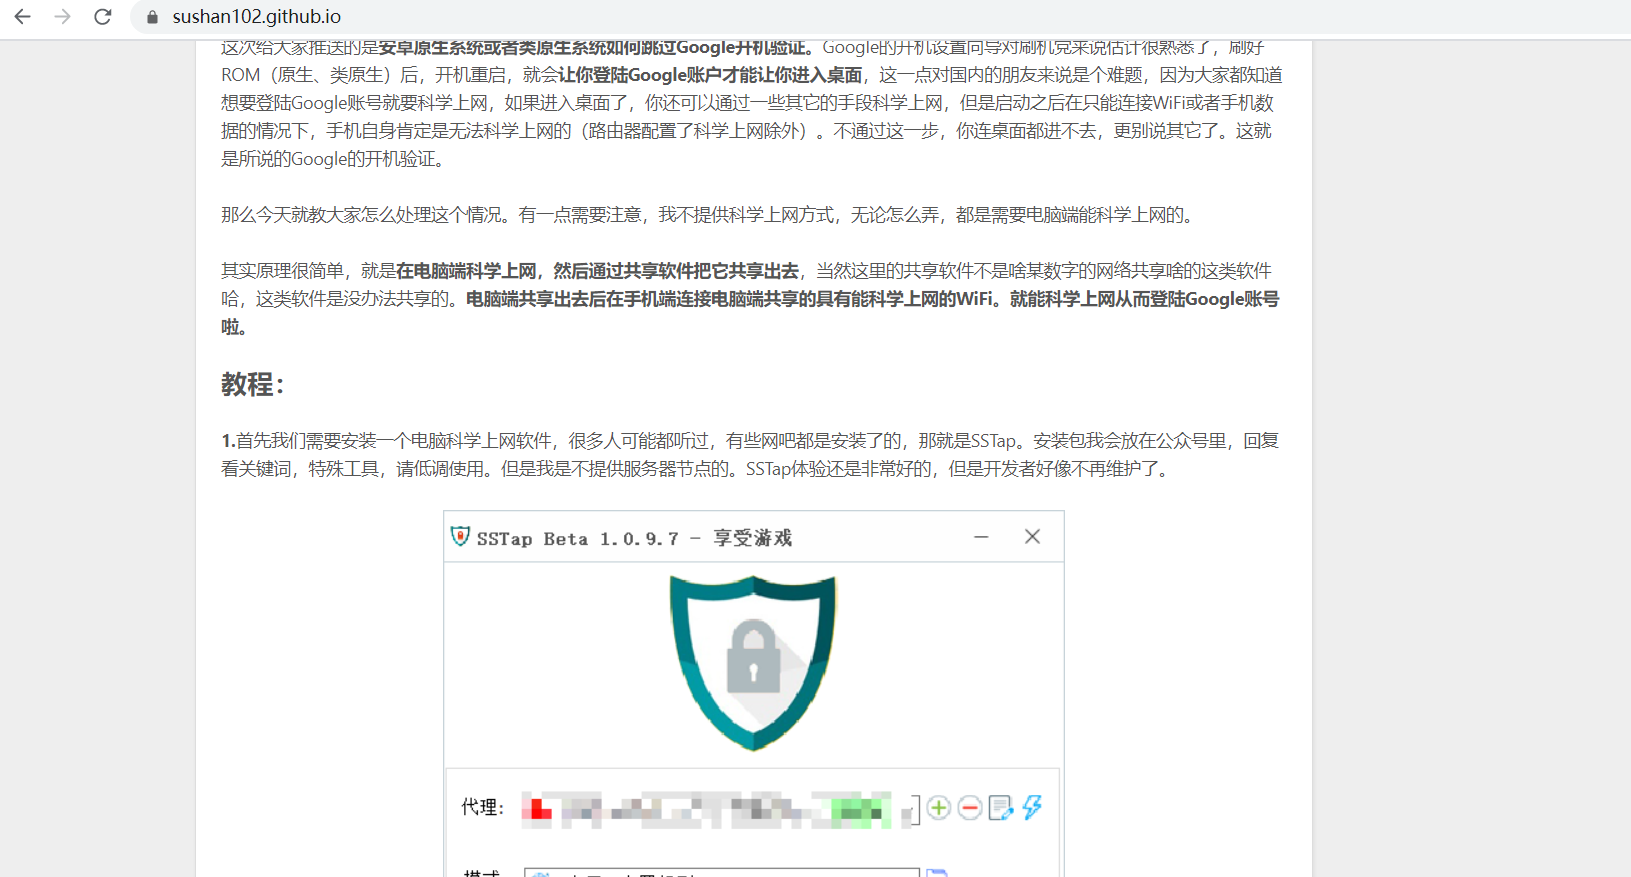 sushan102.github.io
这次给大家推送的是安卓原生系统或者类原生系统如何跳过Google开机验证。Google的开机设置向导对刷机党来说估计很熟悉了，刷好
ROM（原生、类原生）后，开机重启，就会让你登陆Google账户才能让你进入桌面，这一点对国内的朋友来说是个难题，因为大家都知道
想要登陆Google账号就要科学上网，如果进入桌面了，你还可以通过一些其它的手段科学上网，但是启动之后在只能连接WiFi或者手机数
据的情况下，手机自身肯定是无法科学上网的（路由器配置了科学上网除外）。不通过这一步，你连桌面都进不去，更别说其它了。这就
是所说的Google的开机验证。
那么今天就教大家怎么处理这个情况。有一点需要注意，我不提供科学上网方式，无论怎么弄，都是需要电脑端能科学上网的。
其实原理很简单，就是在电脑端科学上网，然后通过共享软件把它共享出去，当然这里的共享软件不是啥某数字的网络共享啥的这类软件
哈，这类软件是没办法共享的。电脑端共享出去后在手机端连接电脑端共享的具有能科学上网的WiFi。就能科学上网从而登陆Google账号
啦。
教程：
1.首先我们需要安装一个电脑科学上网软件，很多人可能都听过，有些网吧都是安装了的，那就是SSTap。安装包我会放在公众号里，回复
看关键词，特殊工具，请低调使用。但是我是不提供服务器节点的。SSTap体验还是非常好的，但是开发者好像不再维护了。
SSTap Beta 1.0.9.7 - 享受游戏
代理: